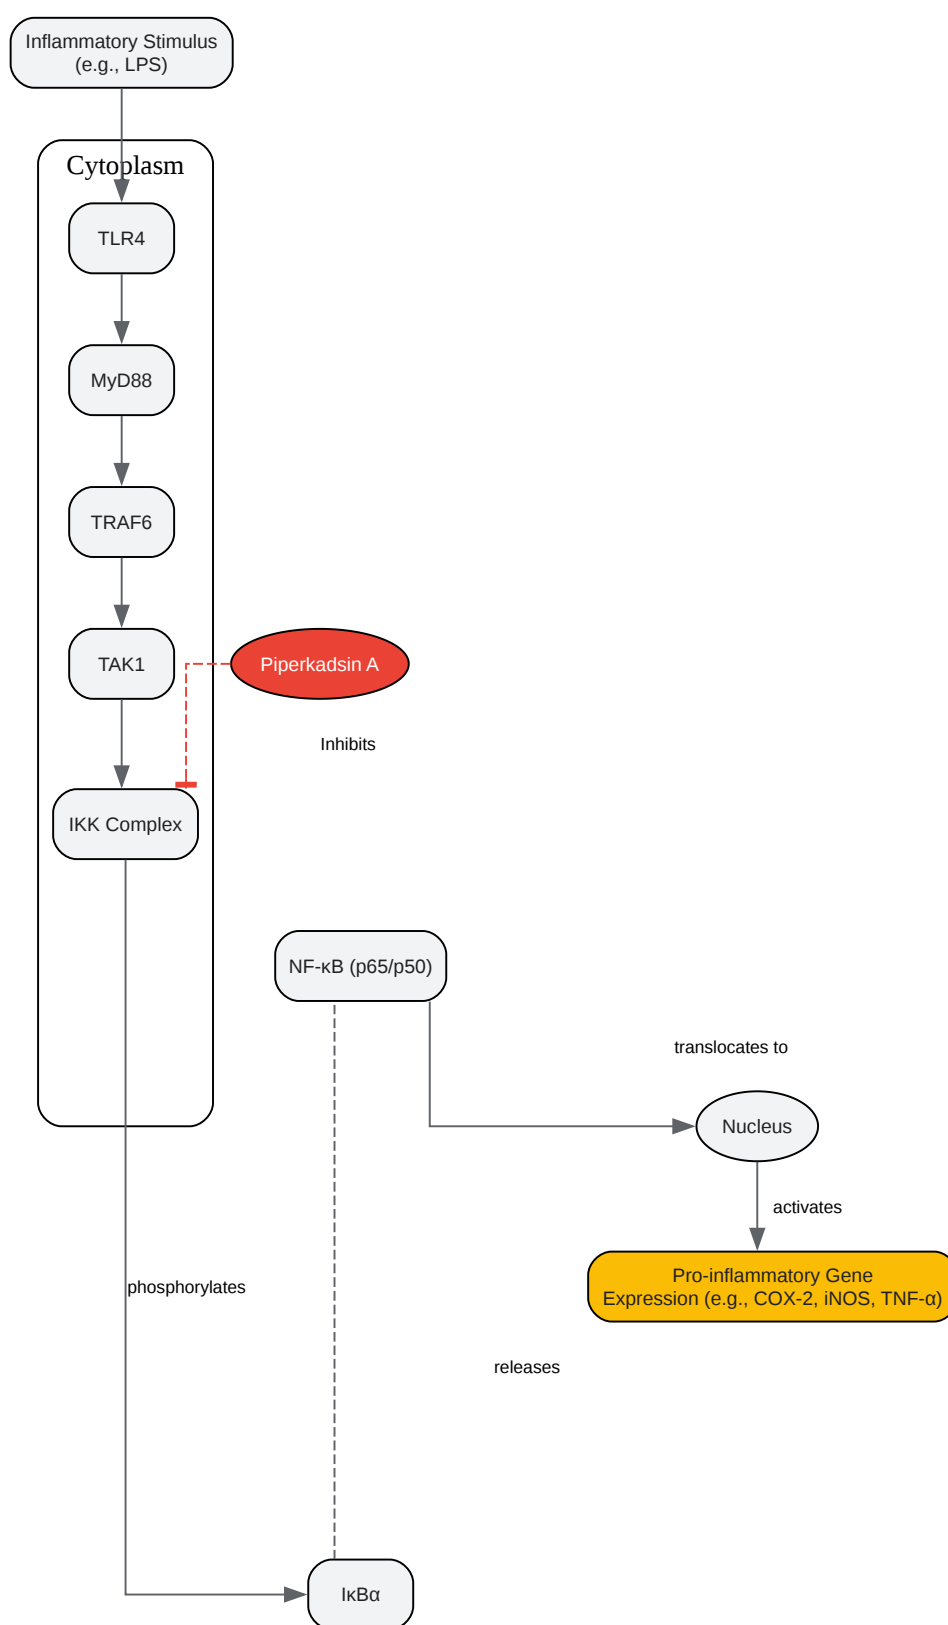 Inflammatory Stimulus
(e.g., LPS)
Cytoplasm
TLR4
MyD88
TRAF6
TAK1
Piperkadsin A
Inhibits
IKK Complex
NF-κB (p65/p50)
translocates to
Nucleus
activates
Pro-inflammatory Gene
Expression (e.g., COX-2, iNOS, TNF-α)
phosphorylates
releases
IκBα